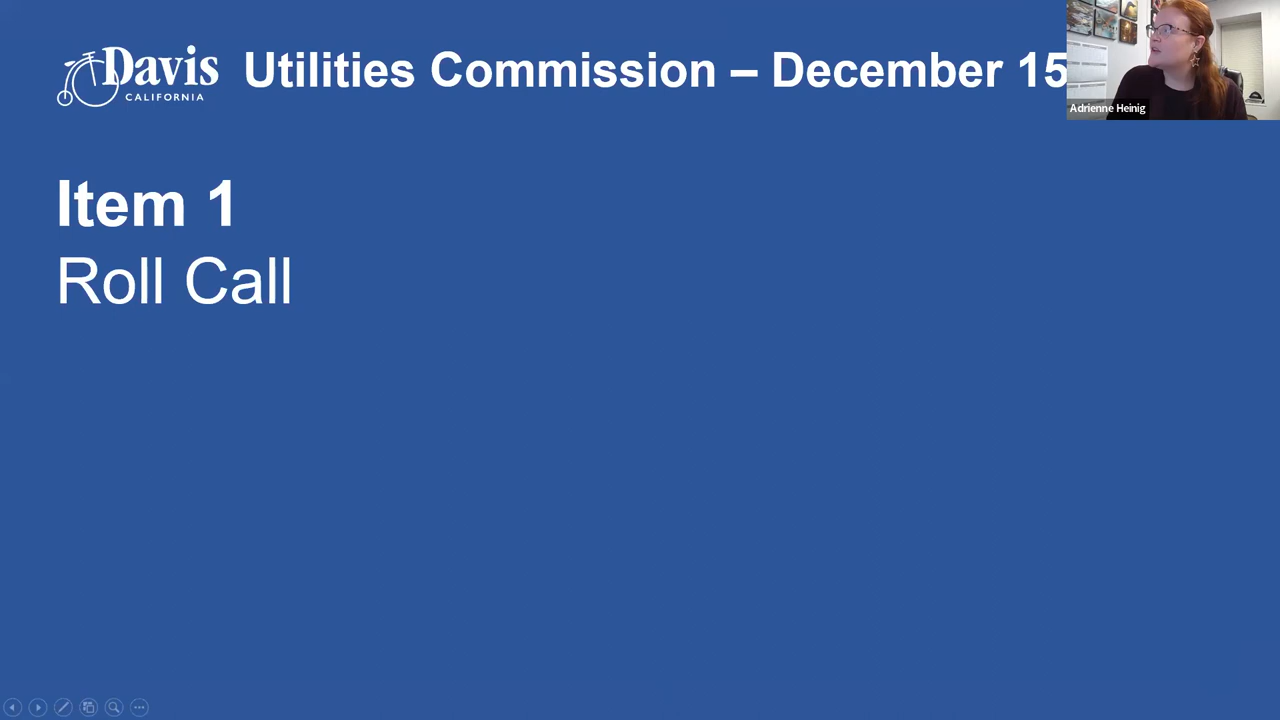 Davis
CALIFORNIA
Utilities Commission – December 15
Adrienne Heinig
Item 1
Roll Call